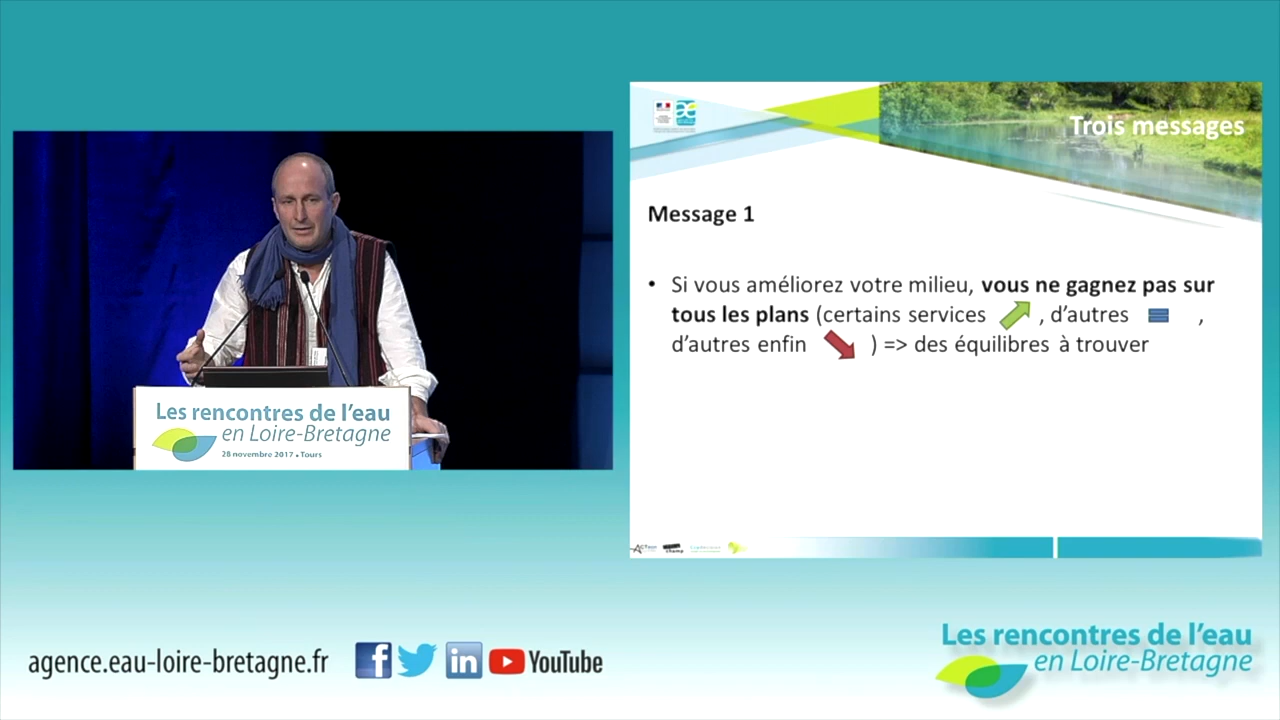 Trois messages
Message 1
• Si vous améliorez votre milieu, vous ne gagnez pas sur
tous les plans (certains services , d'autres ,
d'autres enfin ) => des équilibres à trouver
Les rencontres de l'eau
en Loire-Bretagne
28 novembre 2017 • Tours
agence.eau-loire-bretagne.fr
YouTube
Les rencontres de l'eau
en Loire-Bretagne